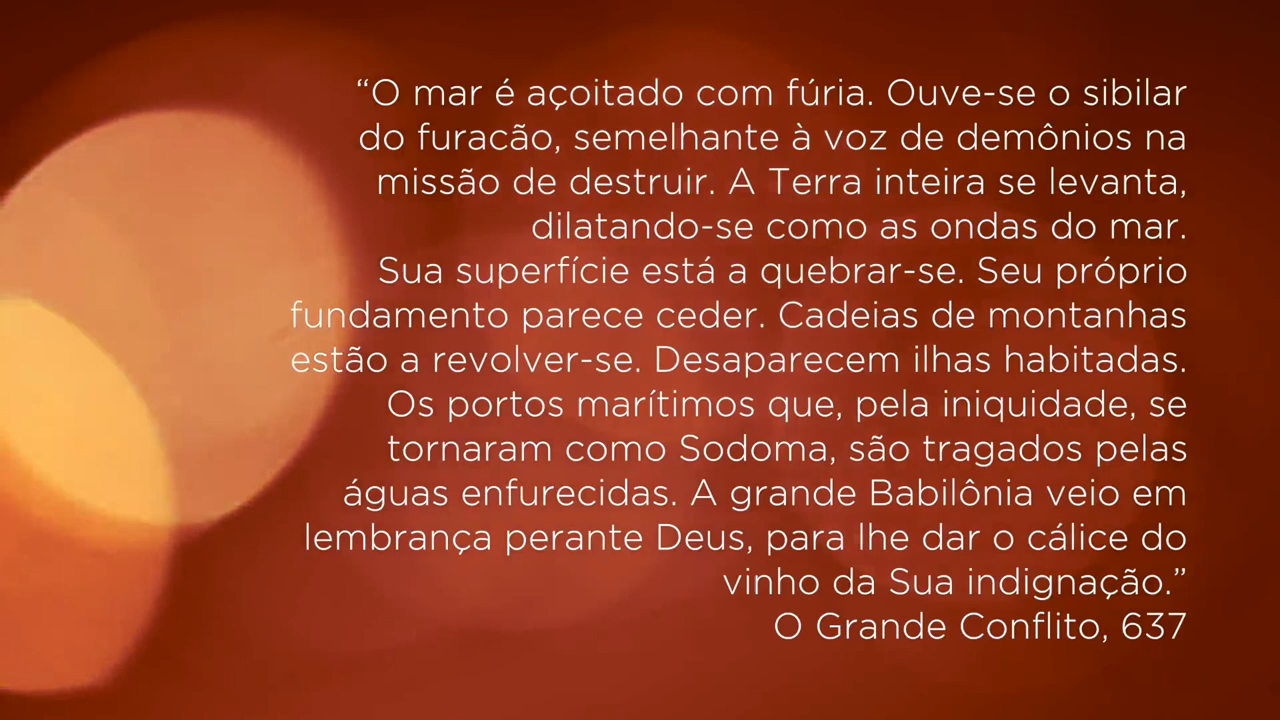 “O mar é açoitado com fúria. Ouve-se o sibilar
do furacão, semelhante à voz de demônios na
missão de destruir. A Terra inteira se levanta,
dilatando-se como as ondas do mar.
Sua superfície está a quebrar-se. Seu próprio
fundamento parece ceder. Cadeias de montanhas
estão a revolver-se. Desaparecem ilhas habitadas.
Os portos marítimos que, pela iniquidade, se
tornaram como Sodoma, são tragados pelas
águas enfurecidas. A grande Babilônia veio em
lembrança perante Deus, para lhe dar o cálice do
vinho da Sua indignação.”
O Grande Conflito, 637